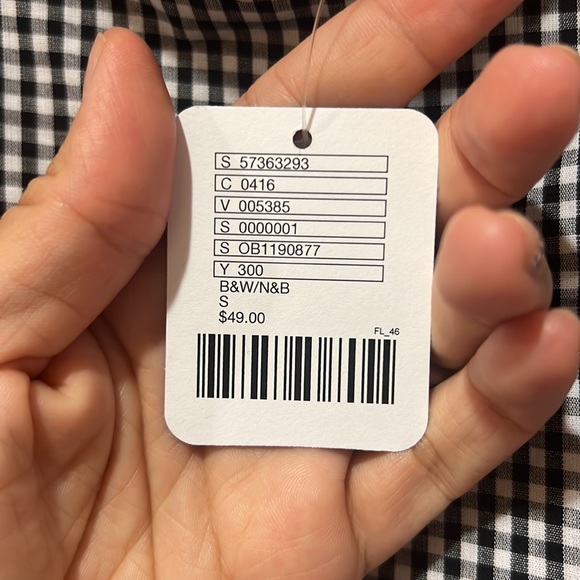 S 57363293
C 0416
V 005385
S 0000001
S OB1190877
Y 300
B&W/N&B
S
$49.00
FL_46